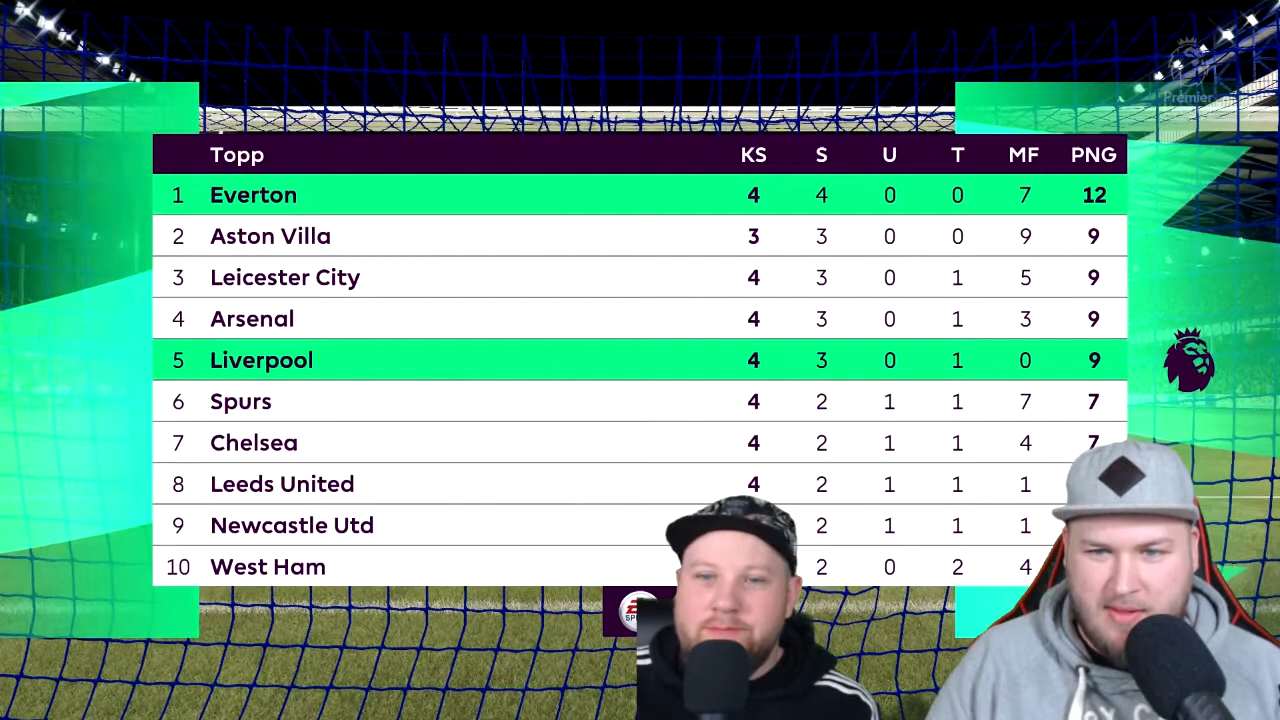 Premier
Topp KS S U T MF PNG
1 Everton 4 4 0 0 7 12
2 Aston Villa 3 3 0 0 9 9
3 Leicester City 4 3 0 1 5 9
4 Arsenal 4 3 0 1 3 9
5 Liverpool 4 3 0 1 0 9
6 Spurs 4 2 1 1 7 7
7 Chelsea 4 2 1 1 4 7
8 Leeds United 4 2 1 1 1
9 Newcastle Utd 2 1 1 1
10 West Ham 2 0 2 4